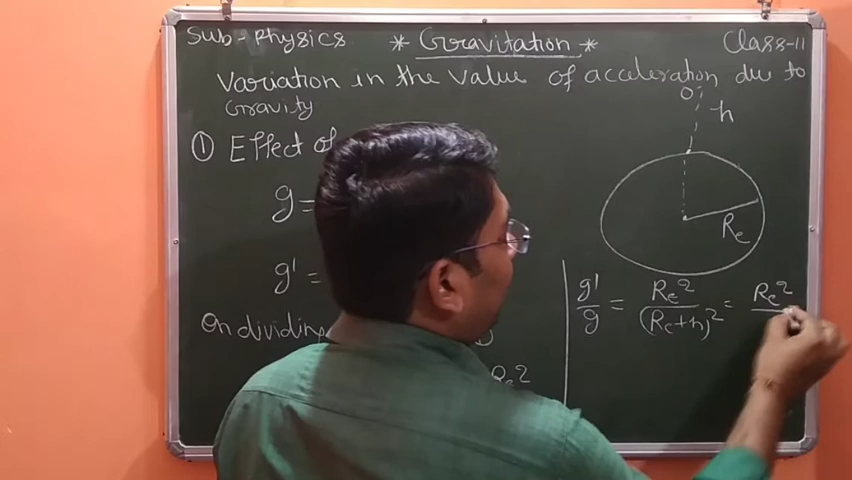 Sub - Physics * Gravitation * Class-11
Variation in the value of acceleration due to
Gravity
① Effect of
g =
g' =
On dividing
Re²
g'/g = Re²/(Re+h)² = Re²
O
h
Re